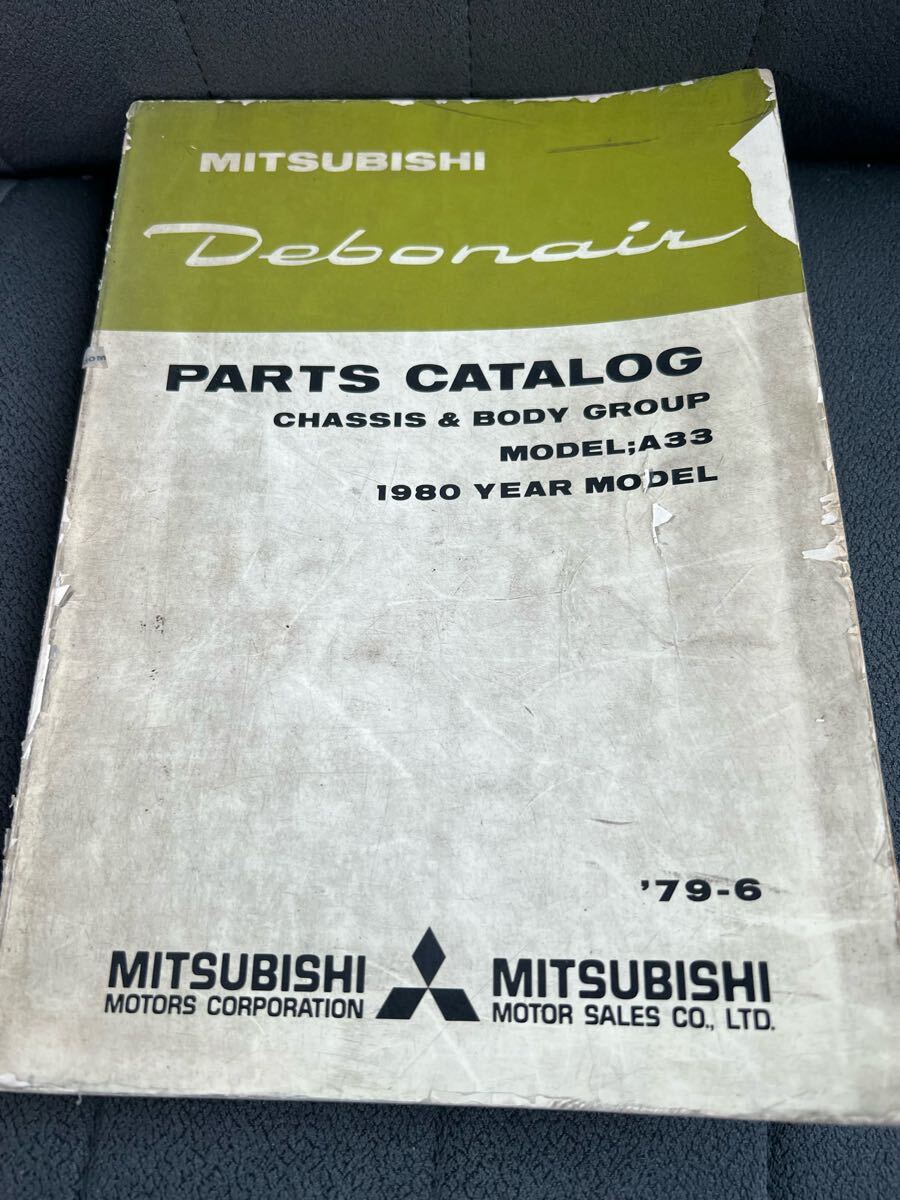 MITSUBISHI
Debonair
PARTS CATALOG
CHASSIS & BODY GROUP
MODEL;A33
1980 YEAR MODEL
'79-6
MITSUBISHI
MOTORS CORPORATION
MITSUBISHI
MOTOR SALES CO., LTD.